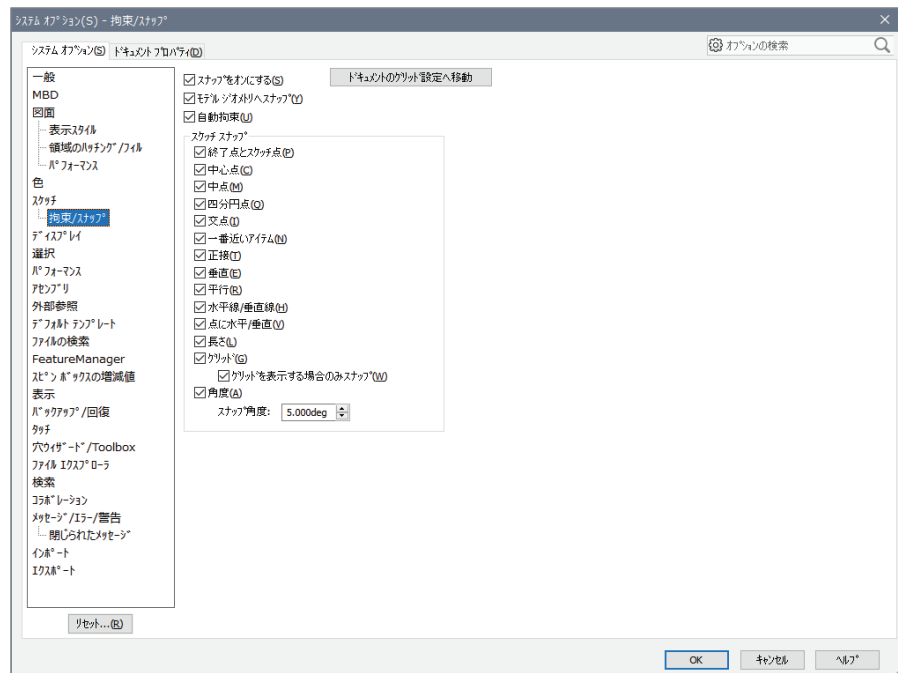 システム オプション(S) - 拘束/スナップ
システム オプション(S) ドキュメント プロパティ(D)
オプションの検索
一般
MBD
図面
表示スタイル
領域のハッチング/フィル
パフォーマンス
色
スケッチ
拘束/スナップ
ディスプレイ
選択
パフォーマンス
アセンブリ
外部参照
デフォルト テンプレート
ファイルの検索
FeatureManager
スピン ボックスの増減値
表示
バックアップ/回復
タッチ
穴ウィザード/Toolbox
ファイル エクスプローラ
検索
コラボレーション
メッセージ/エラー/警告
閉じられたメッセージ
インポート
エクスポート
リセット...(R)
スナップをオンにする(S)
ドキュメントのグリッド設定へ移動
モデル ジオメトリへスナップ(Y)
自動拘束(U)
スケッチ スナップ
終了点とスケッチ点(P)
中心点(C)
中点(M)
四分円点(Q)
交点(I)
一番近いアイテム(N)
正接(T)
垂直(E)
平行(R)
水平線/垂直線(H)
点に水平/垂直(V)
長さ(L)
グリッド(G)
グリッドを表示する場合のみスナップ(W)
角度(A)
スナップ角度: 5.000deg
OK キャンセル ヘルプ